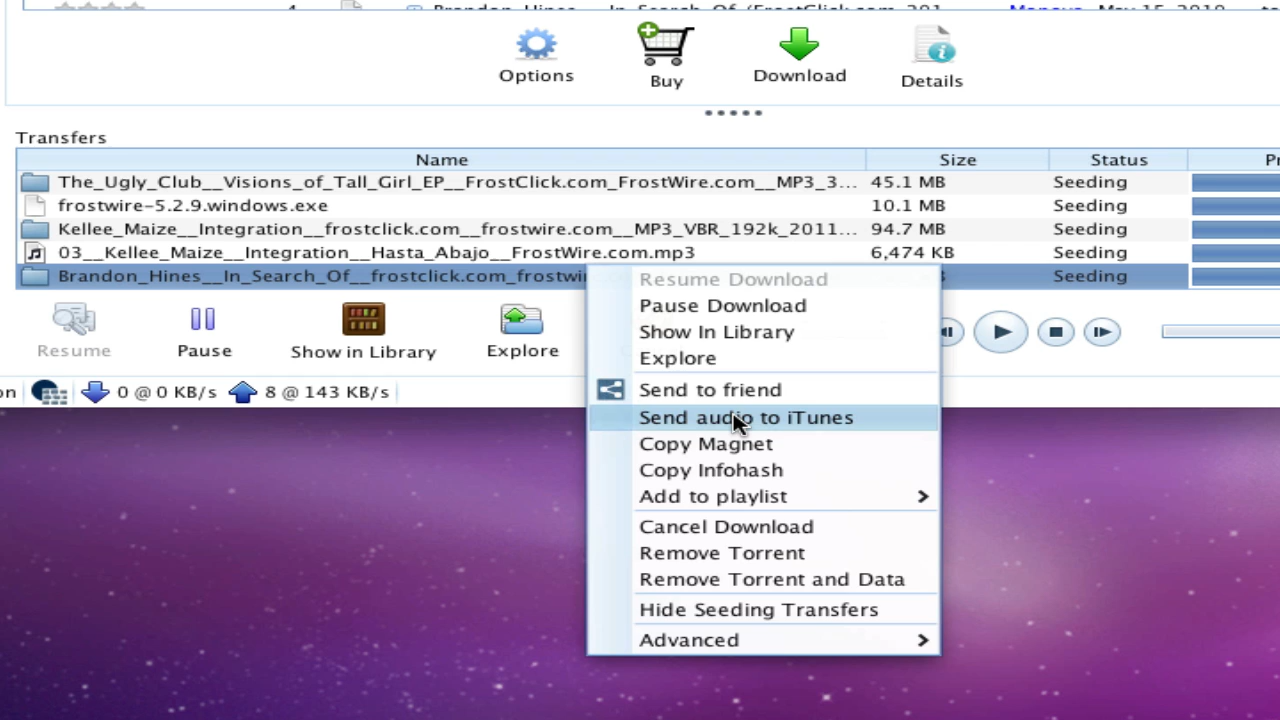 Options Buy Download Details
Transfers
Name Size Status
The_Ugly_Club__Visions_of_Tall_Girl_EP__FrostClick.com_FrostWire.com__MP3_3... 45.1 MB Seeding
frostwire-5.2.9.windows.exe 10.1 MB Seeding
Kellee_Maize__Integration__frostclick.com__frostwire.com__MP3_VBR_192k_2011... 94.7 MB Seeding
03__Kellee_Maize__Integration__Hasta_Abajo__FrostWire.com.mp3 6,474 KB Seeding
Brandon_Hines__In_Search_Of__frostclick.com_frostwi Seeding
Resume Pause Show in Library Explore
0 @ 0 KB/s 8 @ 143 KB/s
Resume Download
Pause Download
Show In Library
Explore
Send to friend
Send audio to iTunes
Copy Magnet
Copy Infohash
Add to playlist
Cancel Download
Remove Torrent
Remove Torrent and Data
Hide Seeding Transfers
Advanced